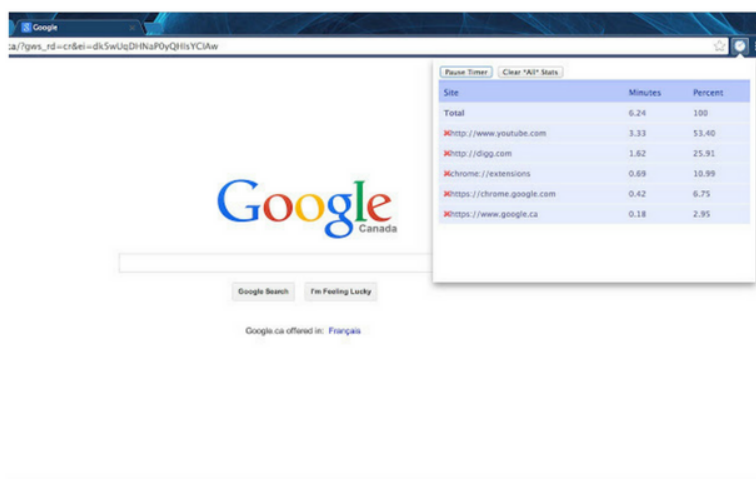 Google
ca/?gws_rd=cr&ei=dk5wUqDHNaP0yQHlsYCIAw
Pause Timer Clear *All* Stats
Site Minutes Percent
Total 6.24 100
http://www.youtube.com 3.33 53.40
http://digg.com 1.62 25.91
chrome://extensions 0.69 10.99
https://chrome.google.com 0.42 6.75
https://www.google.ca 0.18 2.95
Google
Canada
Google Search I'm Feeling Lucky
Google.ca offered in: Français